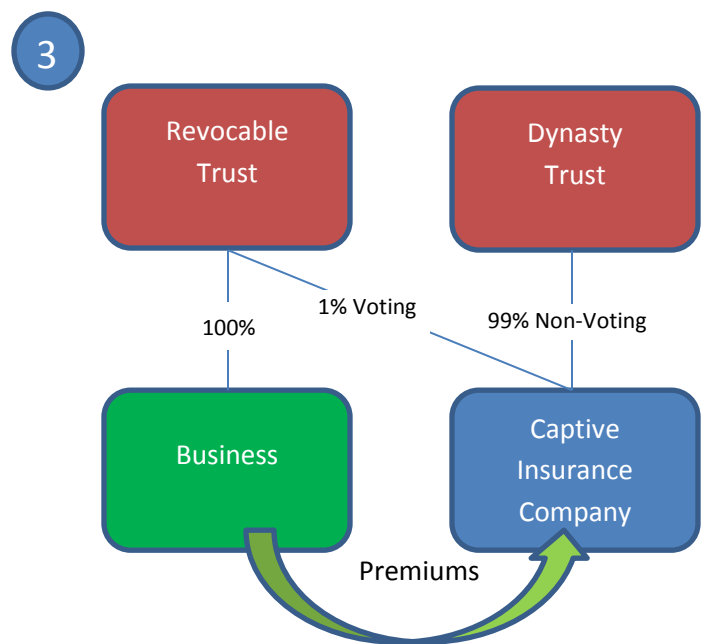 3
Revocable
Trust
Dynasty
Trust
1% Voting
100%
99% Non-Voting
Business
Captive
Insurance
Company
Premiums